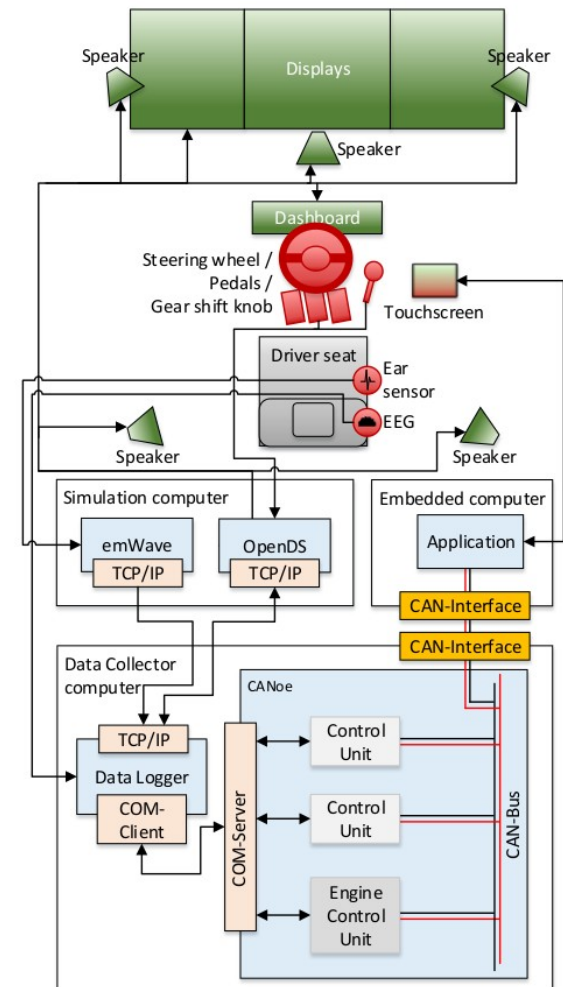 Speaker
Speaker
Displays
Speaker
Dashboard
Steering wheel /
Pedals /
Gear shift knob
Touchscreen
Driver seat
Ear
sensor
EEG
Speaker
Speaker
Simulation computer
Embedded computer
emWave
OpenDS
Application
TCP/IP
TCP/IP
CAN-Interface
CAN-Interface
Data Collector
computer
CANoe
TCP/IP
Control
Unit
Data Logger
COM-
Client
COM-Server
Control
Unit
CAN-Bus
Engine
Control
Unit